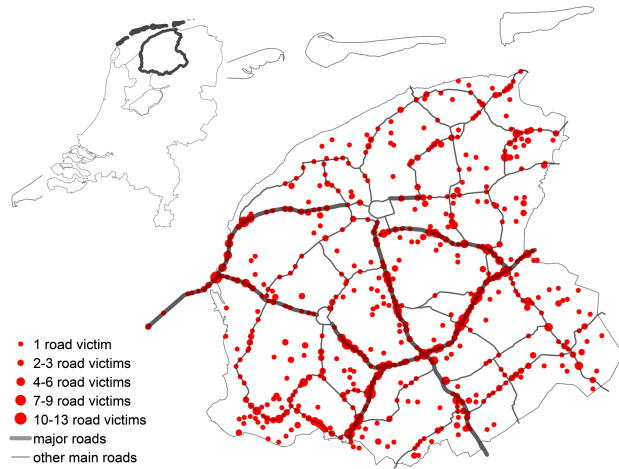 1 road victim
2-3 road victims
4-6 road victims
7-9 road victims
10-13 road victims
major roads
other main roads